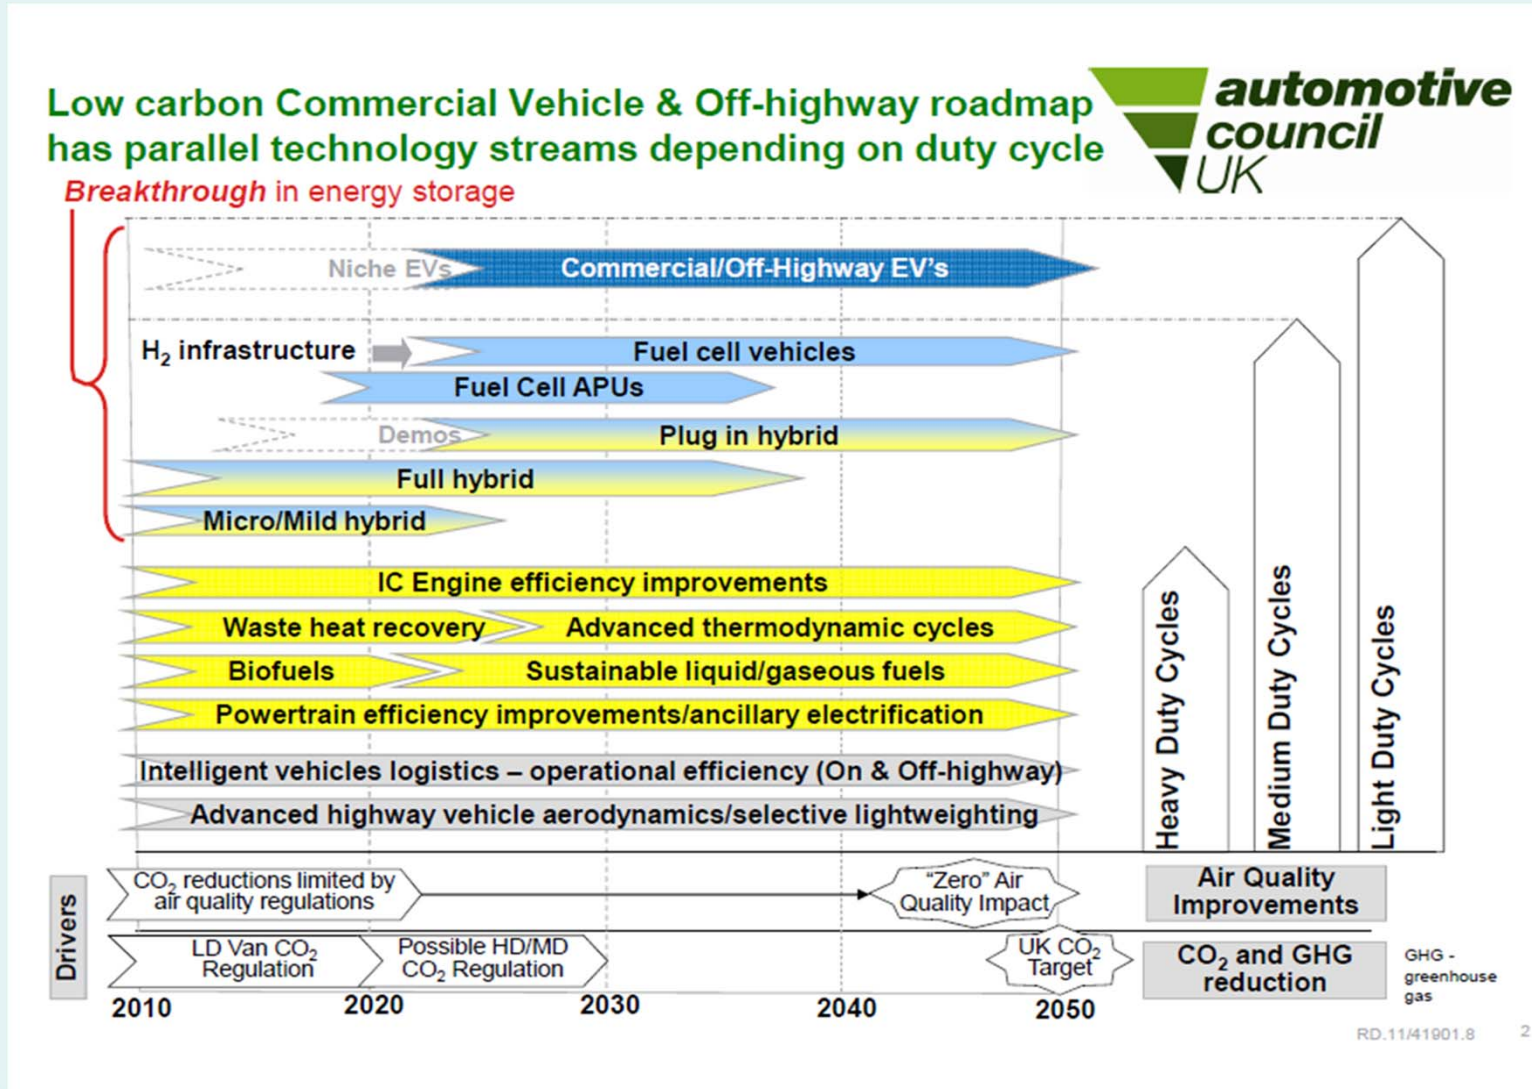 Low carbon Commercial Vehicle & Off-highway roadmap
has parallel technology streams depending on duty cycle
automotive
council
UK
Breakthrough in energy storage
Niche EVs
Commercial/Off-Highway EV's
H₂ infrastructure
Fuel cell vehicles
Fuel Cell APUs
Demos
Plug in hybrid
Full hybrid
Micro/Mild hybrid
IC Engine efficiency improvements
Waste heat recovery
Advanced thermodynamic cycles
Biofuels
Sustainable liquid/gaseous fuels
Powertrain efficiency improvements/ancillary electrification
Intelligent vehicles logistics – operational efficiency (On & Off-highway)
Advanced highway vehicle aerodynamics/selective lightweighting
Heavy Duty Cycles
Medium Duty Cycles
Light Duty Cycles
Drivers
CO₂ reductions limited by
air quality regulations
"Zero" Air
Quality Impact
Air Quality
Improvements
LD Van CO₂
Regulation
Possible HD/MD
CO₂ Regulation
UK CO₂
Target
CO₂ and GHG
reduction
GHG -
greenhouse
gas
2010
2020
2030
2040
2050
RD.11/41901.8
2